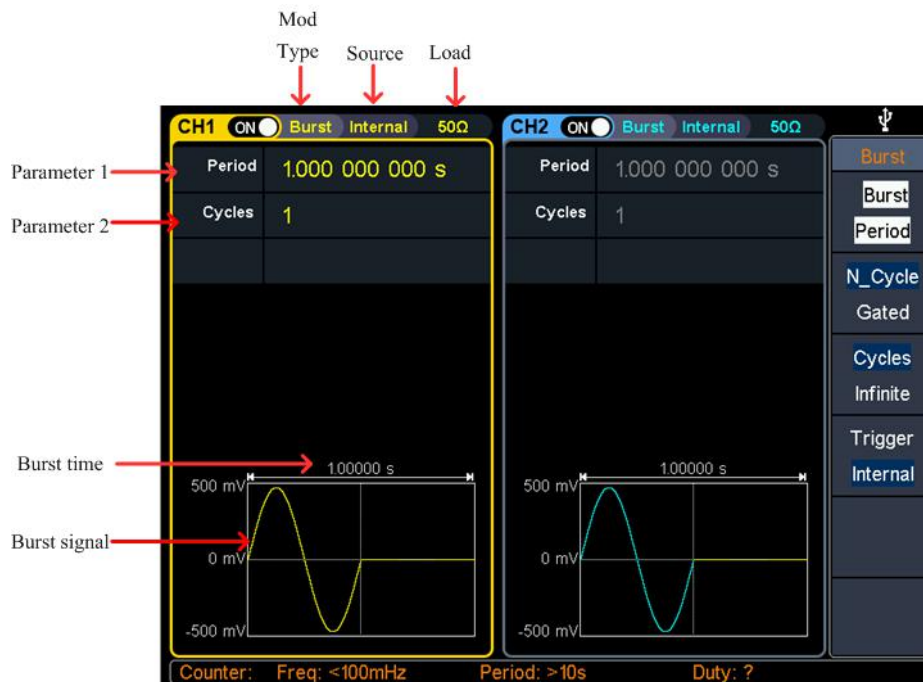 Mod
Type Source Load
CH1 ON Burst Internal 50Ω CH2 ON Burst Internal 50Ω
Burst
Parameter 1 Period 1.000 000 000 s Period 1.000 000 000 s
Burst
Period
Parameter 2 Cycles 1 Cycles 1
N_Cycle
Gated
Cycles
Infinite
Trigger
Internal
Burst time 1.00000 s 1.00000 s
500 mV 500 mV
Burst signal 0 mV 0 mV
-500 mV -500 mV
Counter: Freq: <100mHz Period: >10s Duty: ?